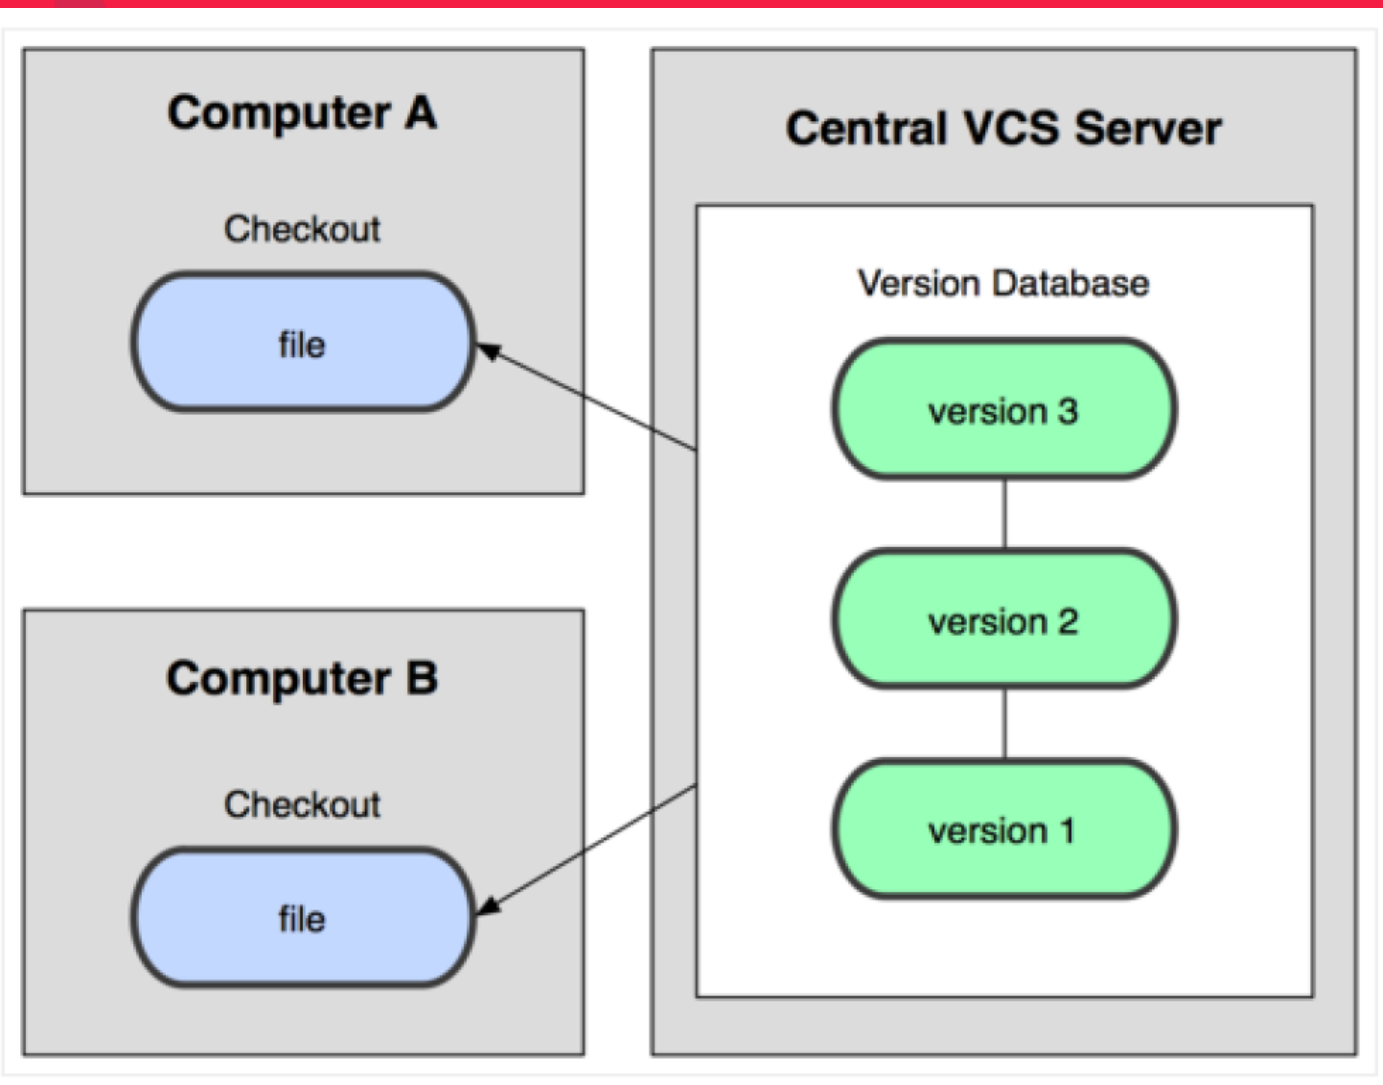 Computer A
Checkout
file
Computer B
Checkout
file
Central VCS Server
Version Database
version 3
version 2
version 1